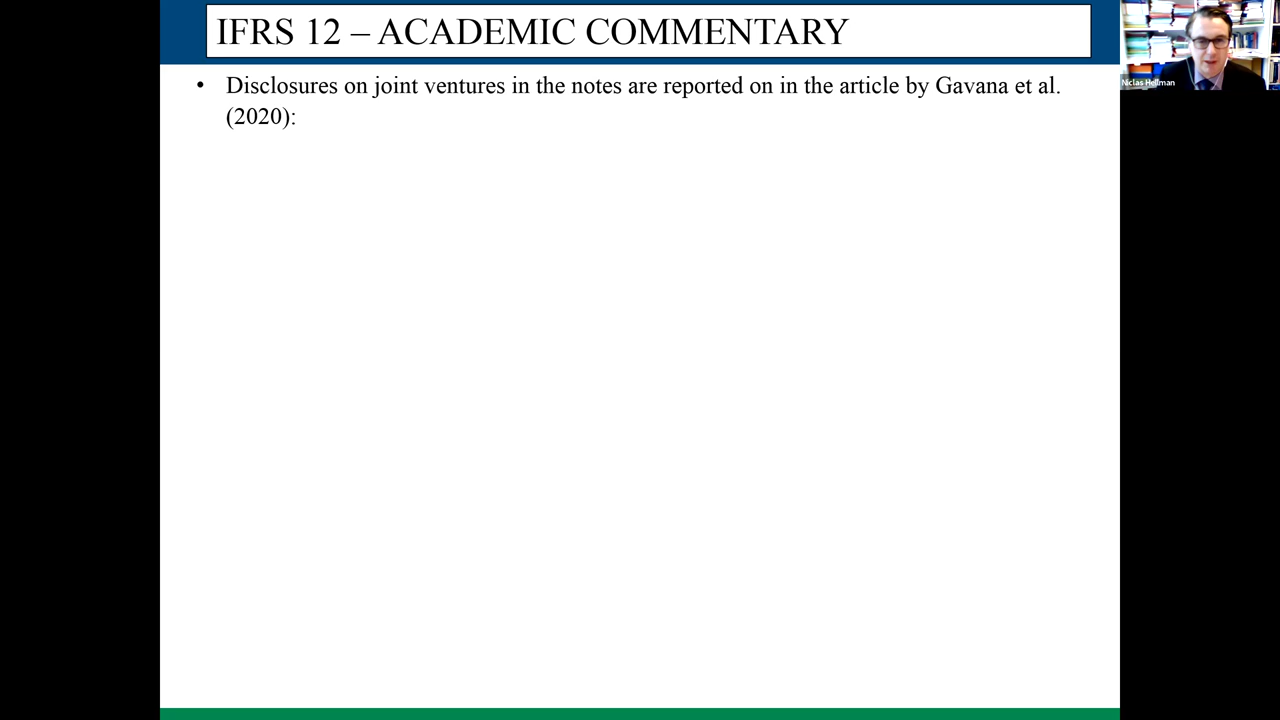 IFRS 12 – ACADEMIC COMMENTARY
• Disclosures on joint ventures in the notes are reported on in the article by Gavana et al.
(2020):
Niclas Hellman